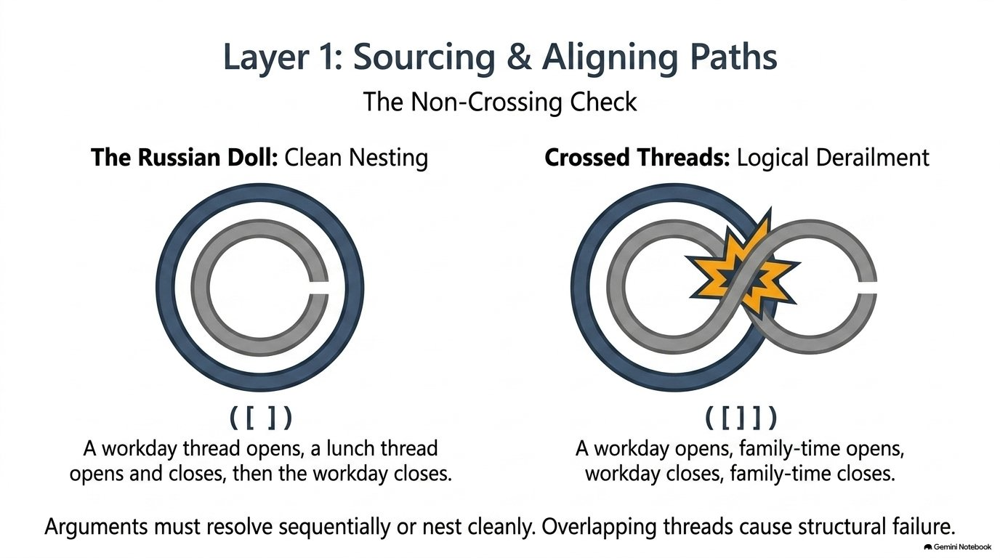 Layer 1: Sourcing & Aligning Paths
The Non-Crossing Check
The Russian Doll: Clean Nesting
( [ ] )
A workday thread opens, a lunch thread
opens and closes, then the workday closes.
Crossed Threads: Logical Derailment
( [ ] ] )
A workday opens, family-time opens,
workday closes, family-time closes.
Arguments must resolve sequentially or nest cleanly. Overlapping threads cause structural failure.
Gemini Notebook